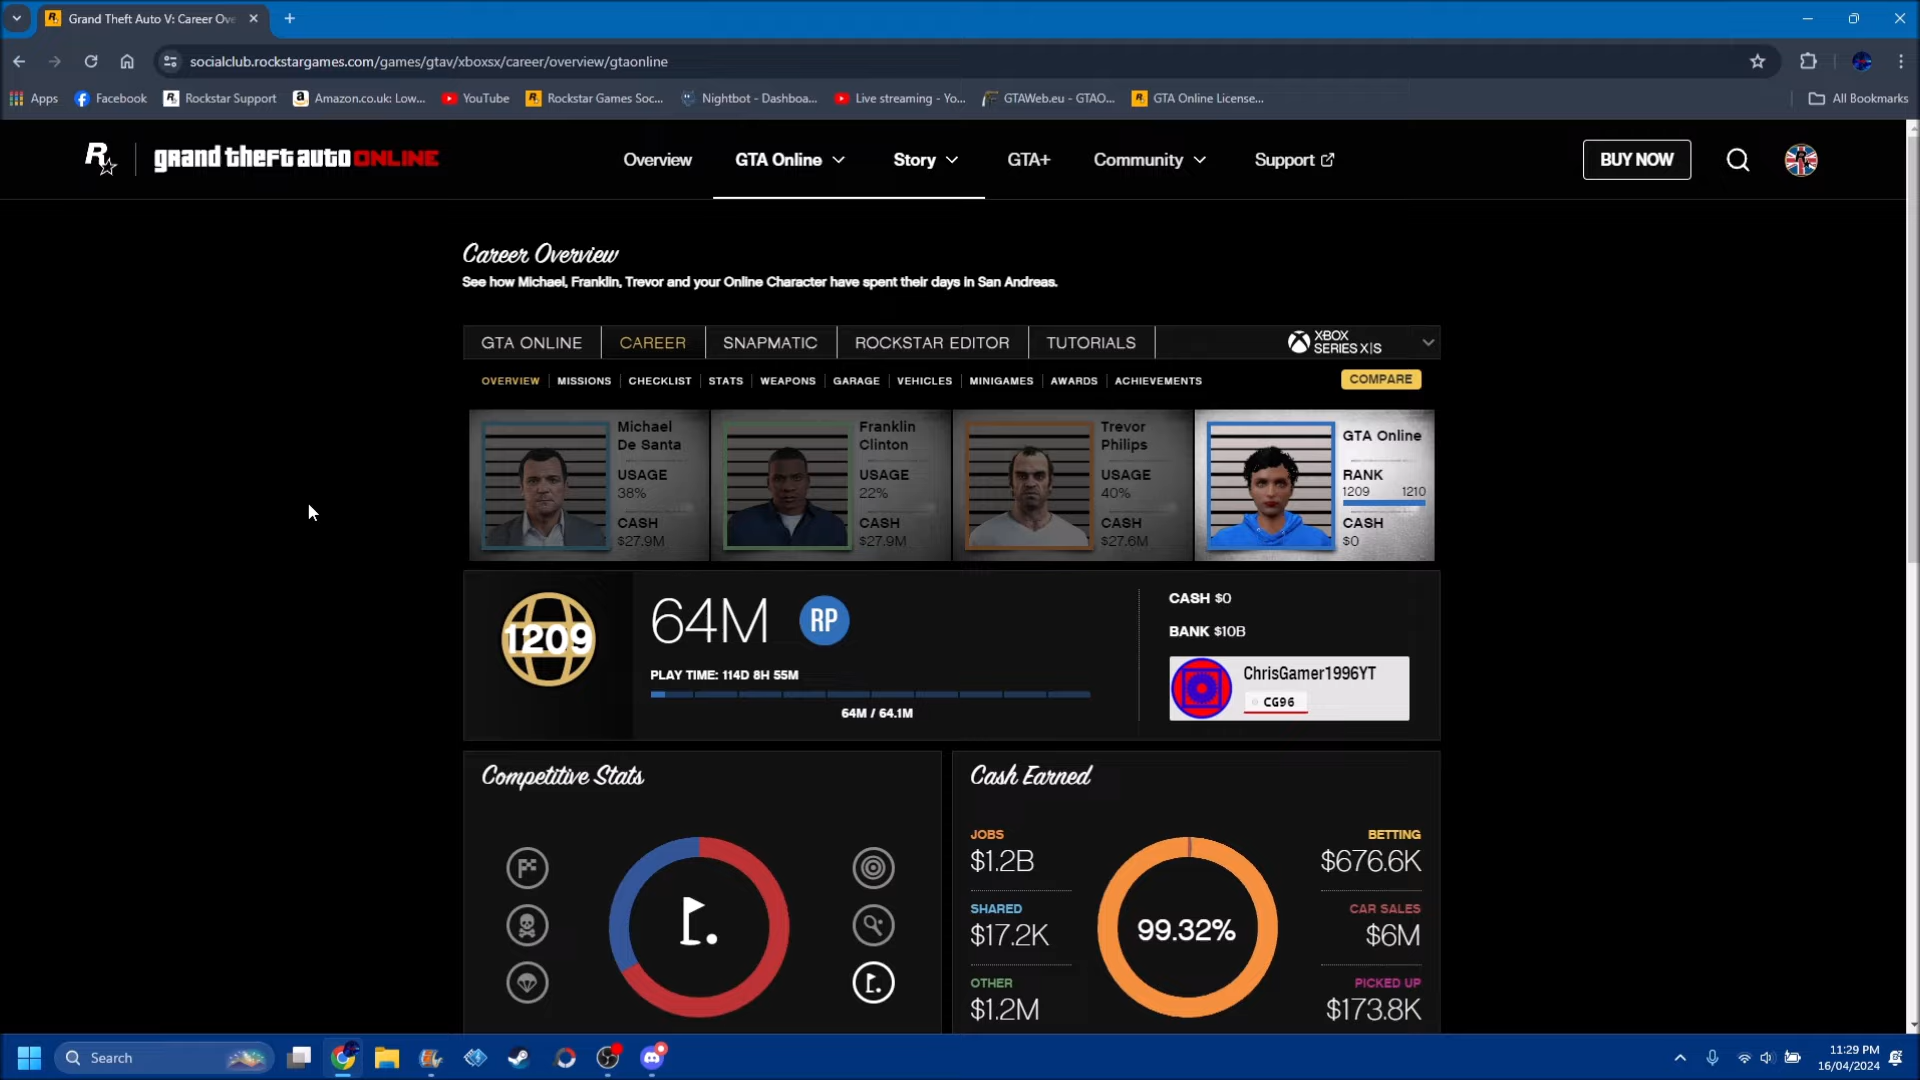 Grand Theft Auto V: Career Ove
socialclub.rockstargames.com/games/gtav/xboxsx/career/overview/gtaonline
Apps Facebook Rockstar Support Amazon.co.uk: Low... YouTube Rockstar Games Soc... Nightbot - Dashboa... Live streaming - Yo... GTAWeb.eu - GTAO... GTA Online License... All Bookmarks
R grand theft auto ONLINE Overview GTA Online Story GTA+ Community Support BUY NOW
Career Overview
See how Michael, Franklin, Trevor and your Online Character have spent their days in San Andreas.
GTA ONLINE CAREER SNAPMATIC ROCKSTAR EDITOR TUTORIALS XBOX SERIES X|S
OVERVIEW MISSIONS CHECKLIST STATS WEAPONS GARAGE VEHICLES MINIGAMES AWARDS ACHIEVEMENTS COMPARE
Michael
De Santa
USAGE
38%
CASH
$27.9M
Franklin
Clinton
USAGE
22%
CASH
$27.9M
Trevor
Philips
USAGE
40%
CASH
$27.6M
GTA Online
RANK
1209 1210
CASH
$0
1209
64M RP
PLAY TIME: 114D 8H 55M
64M / 64.1M
CASH $0
BANK $10B
ChrisGamer1996YT
CG96
Competitive Stats
Cash Earned
JOBS
$1.2B
SHARED
$17.2K
OTHER
$1.2M
99.32%
BETTING
$676.6K
CAR SALES
$6M
PICKED UP
$173.8K
Search
11:29 PM
16/04/2024